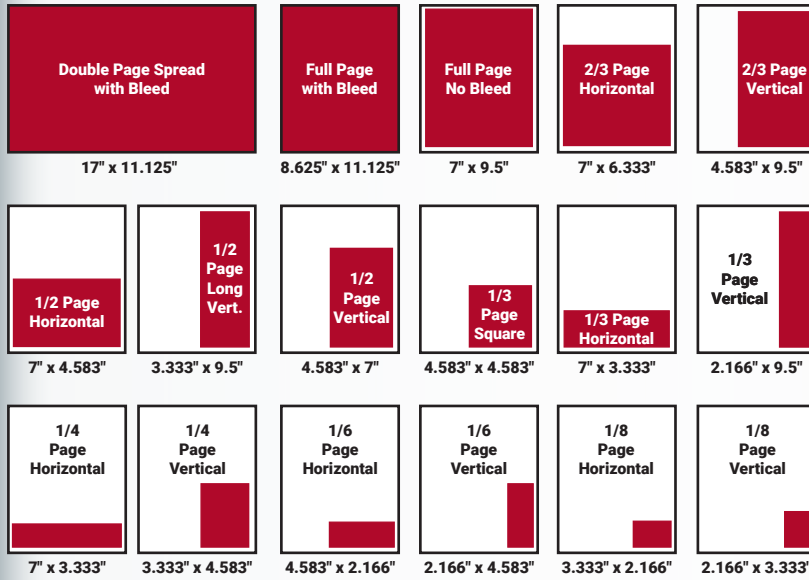 Double Page Spread
with Bleed
17" x 11.125"
Full Page
with Bleed
8.625" x 11.125"
Full Page
No Bleed
7" x 9.5"
2/3 Page
Horizontal
7" x 6.333"
2/3 Page
Vertical
4.583" x 9.5"
1/2 Page
Horizontal
7" x 4.583"
1/2
Page
Long
Vert.
3.333" x 9.5"
1/2
Page
Vertical
4.583" x 7"
1/3
Page
Square
4.583" x 4.583"
1/3 Page
Horizontal
7" x 3.333"
1/3
Page
Vertical
2.166" x 9.5"
1/4
Page
Horizontal
7" x 3.333"
1/4
Page
Vertical
3.333" x 4.583"
1/6
Page
Horizontal
4.583" x 2.166"
1/6
Page
Vertical
2.166" x 4.583"
1/8
Page
Horizontal
3.333" x 2.166"
1/8
Page
Vertical
2.166" x 3.333"